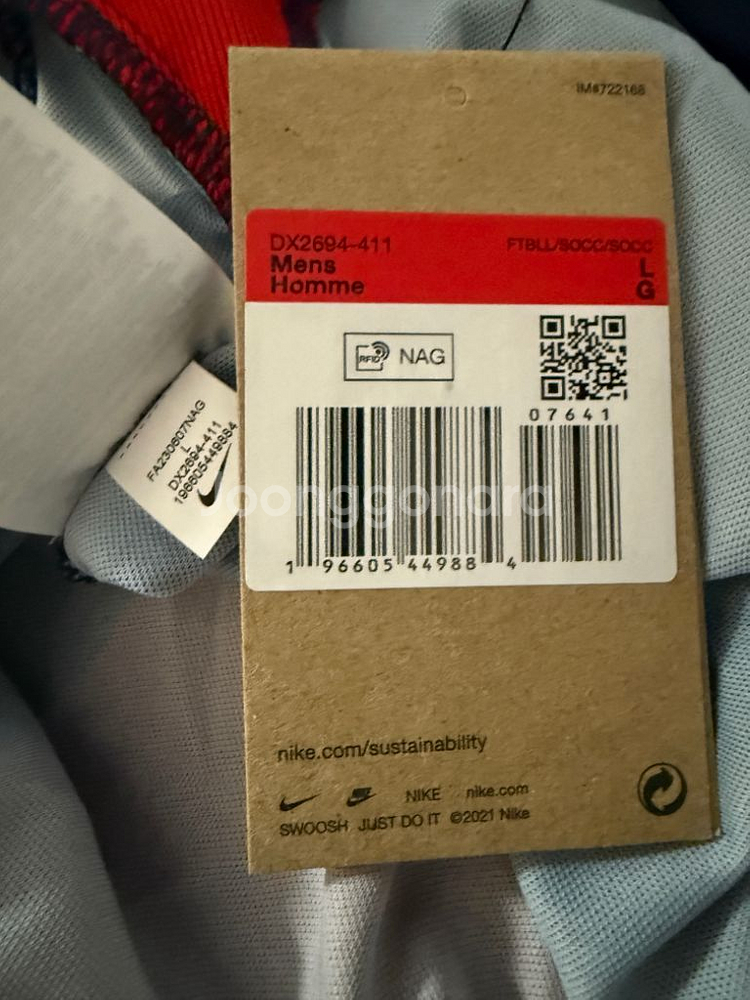 IM#722168
DX2694-411
FTBLL/SOCC/SOCC
Mens
L
Homme
G
RFID
NAG
07641
1 96605 44988 4
FA230607NAG
L
DX2694-411
196605449884
Joonggonara
nike.com/sustainability
NIKE nike.com
SWOOSH JUST DO IT ©2021 Nike